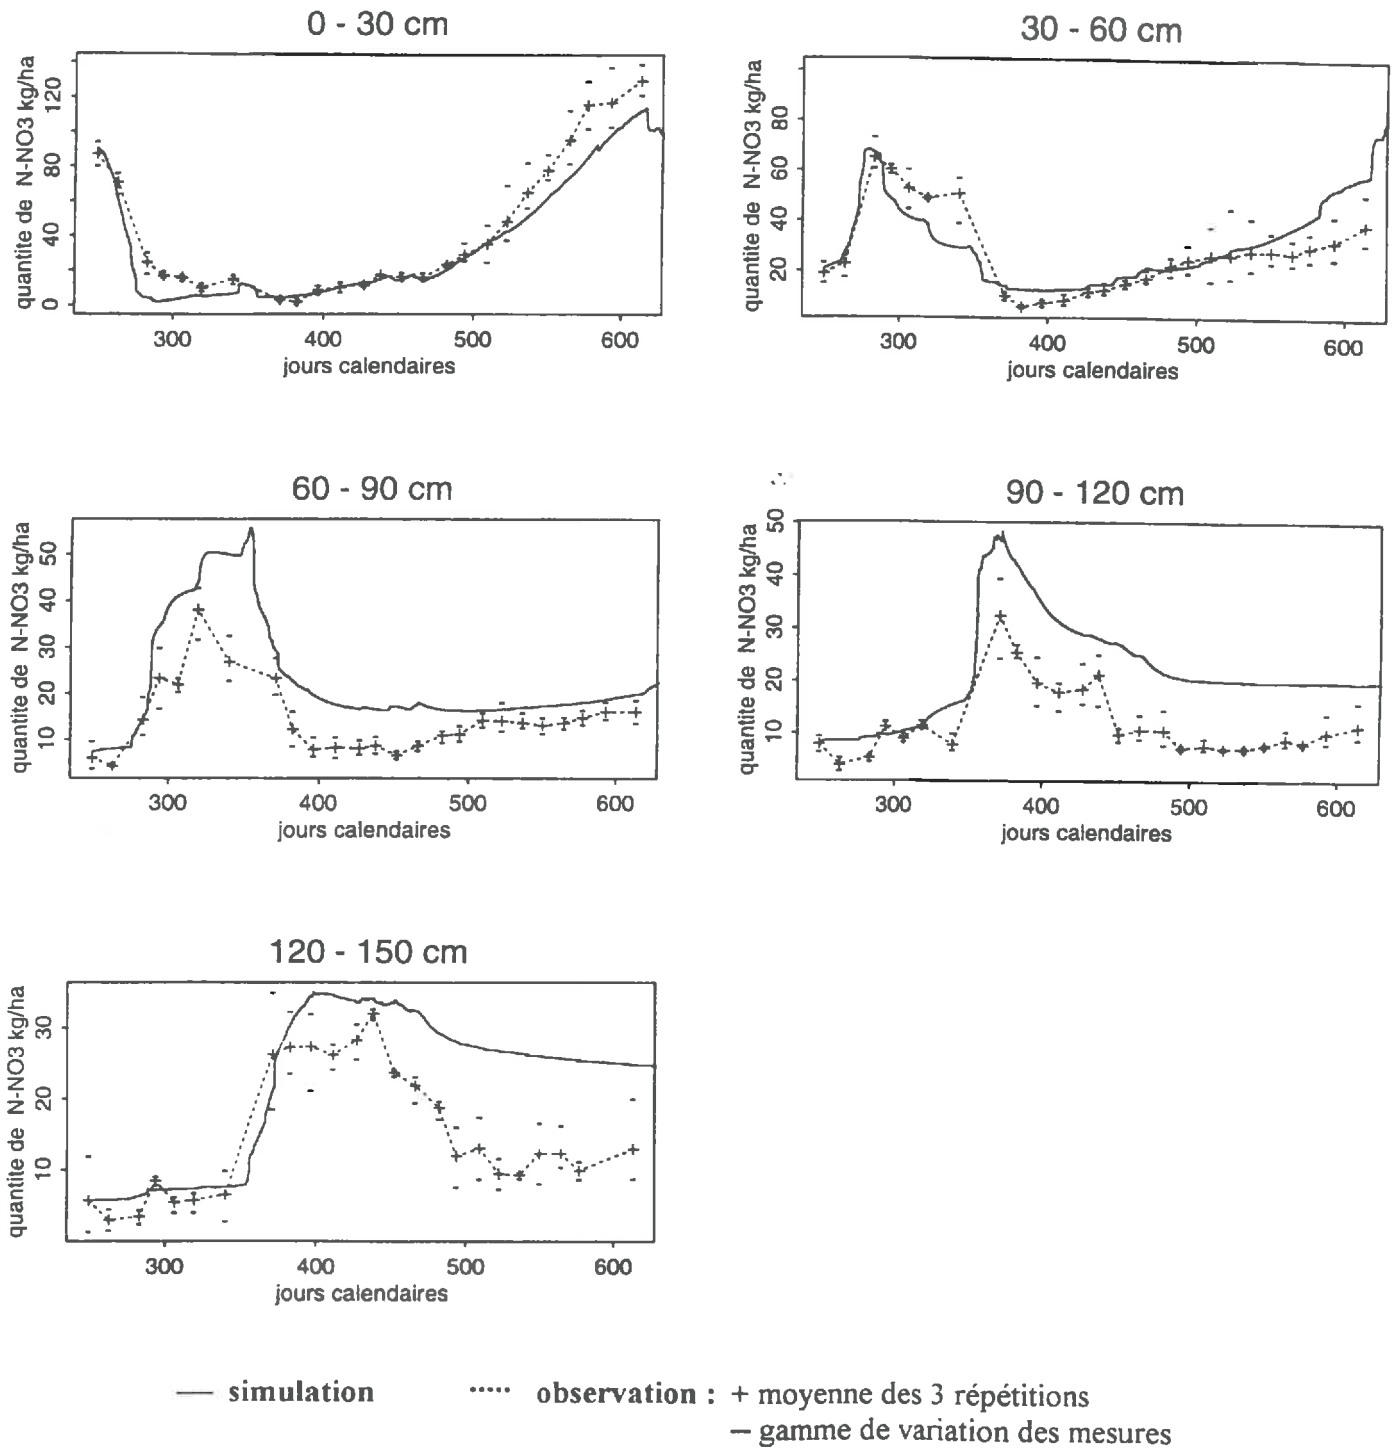 0 - 30 cm
quantite de N-NO3 kg/ha
0 40 80 120
300 400 500 600
jours calendaires
30 - 60 cm
quantite de N-NO3 kg/ha
20 40 60 80
300 400 500 600
jours calendaires
60 - 90 cm
quantite de N-NO3 kg/ha
10 20 30 40 50
300 400 500 600
jours calendaires
90 - 120 cm
quantite de N-NO3 kg/ha
10 20 30 40 50
300 400 500 600
jours calendaires
120 - 150 cm
quantite de N-NO3 kg/ha
10 20 30
300 400 500 600
jours calendaires
simulation
observation : + moyenne des 3 répétitions
– gamme de variation des mesures